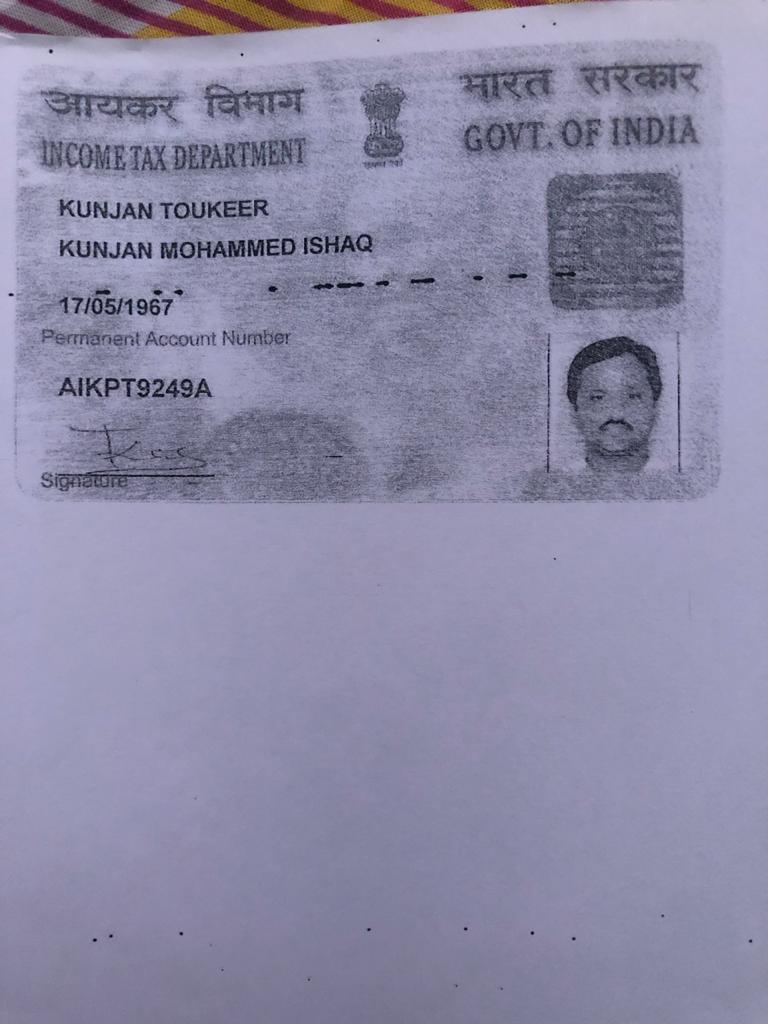 आयकर विभाग
भारत सरकार
INCOME TAX DEPARTMENT
GOVT. OF INDIA
KUNJAN TOUKEER
KUNJAN MOHAMMED ISHAQ
17/05/1967
Permanent Account Number
AIKPT9249A
Signature